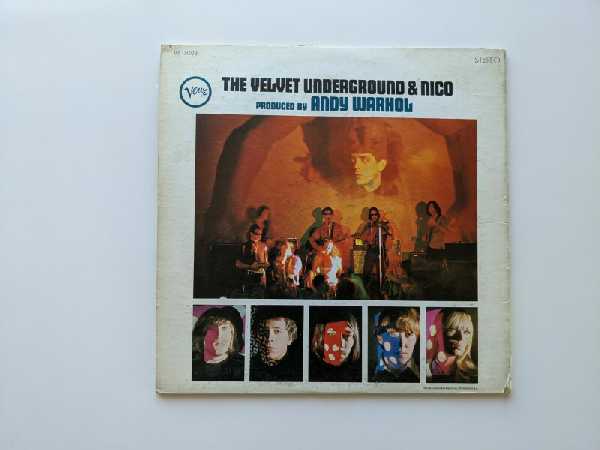 STEREO
Verve
THE VELVET UNDERGROUND & NICO
PRODUCED BY ANDY WARHOL